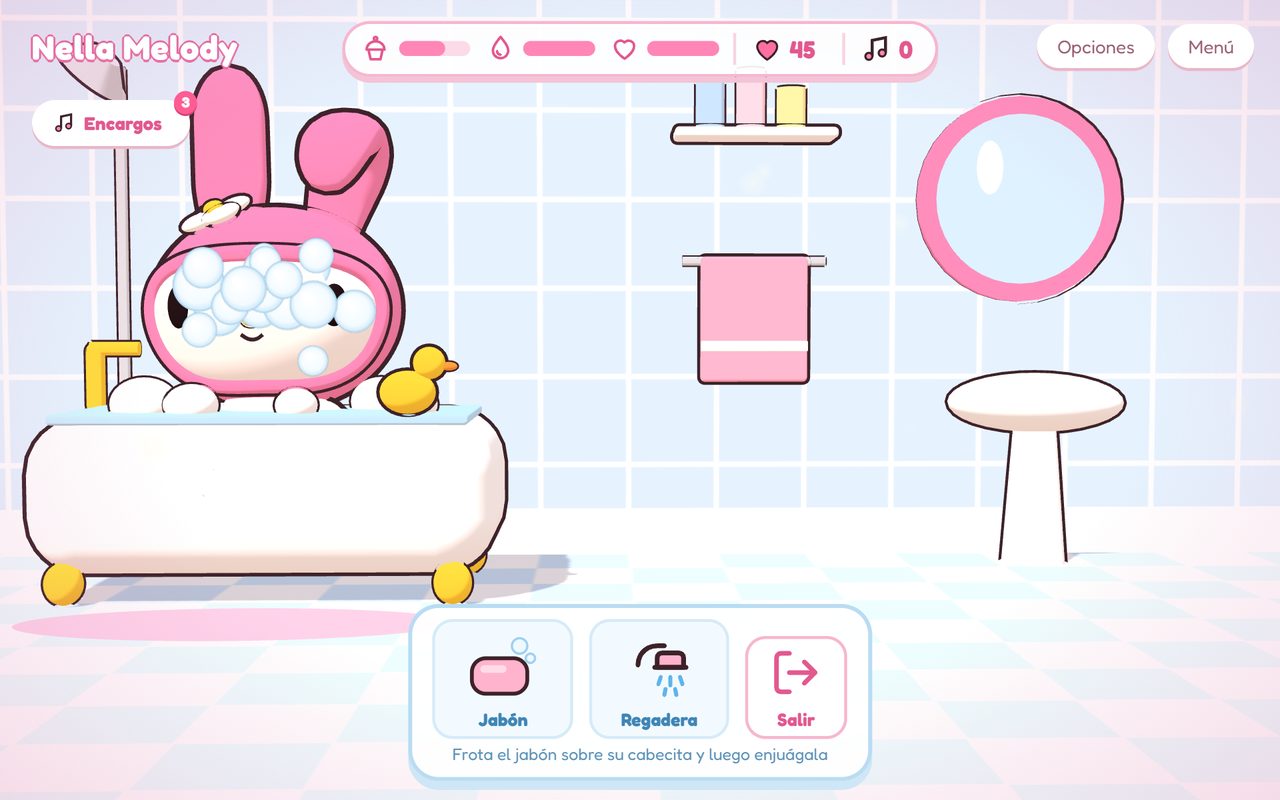 Nella Melody
45
0
Opciones
Menú
Encargos
3
Jabón
Regadera
Salir
Frota el jabón sobre su cabecita y luego enjuágala